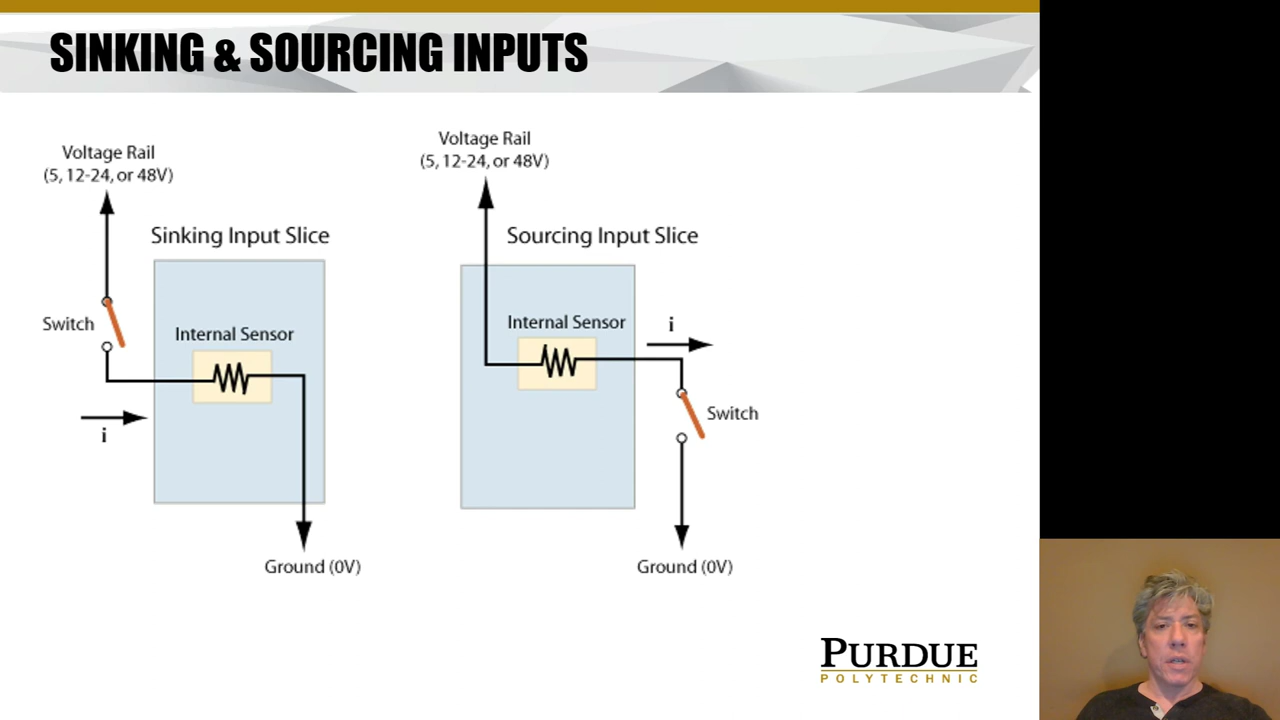 SINKING & SOURCING INPUTS
Voltage Rail
(5, 12-24, or 48V)
Sinking Input Slice
Switch
Internal Sensor
i
Ground (0V)
Voltage Rail
(5, 12-24, or 48V)
Sourcing Input Slice
Internal Sensor
i
Switch
Ground (0V)
PURDUE
POLYTECHNIC